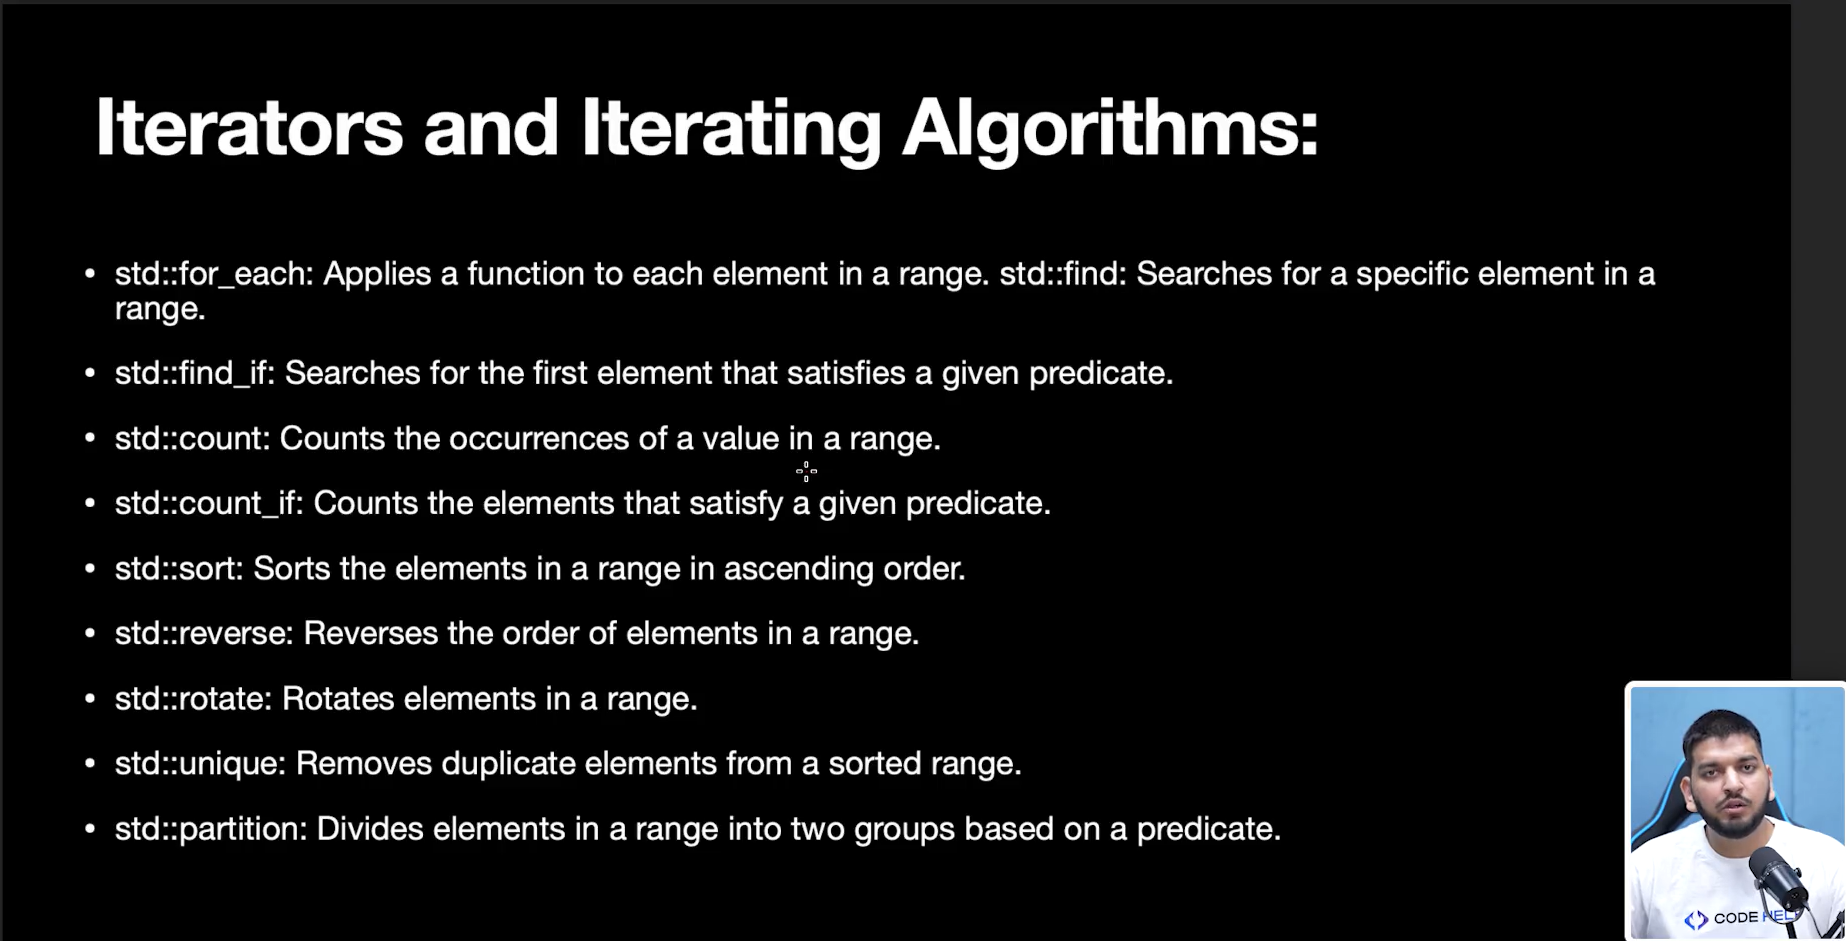 Iterators and Iterating Algorithms:
• std::for_each: Applies a function to each element in a range. std::find: Searches for a specific element in a
range.
• std::find_if: Searches for the first element that satisfies a given predicate.
• std::count: Counts the occurrences of a value in a range.
• std::count_if: Counts the elements that satisfy a given predicate.
• std::sort: Sorts the elements in a range in ascending order.
• std::reverse: Reverses the order of elements in a range.
• std::rotate: Rotates elements in a range.
• std::unique: Removes duplicate elements from a sorted range.
• std::partition: Divides elements in a range into two groups based on a predicate.
CODE